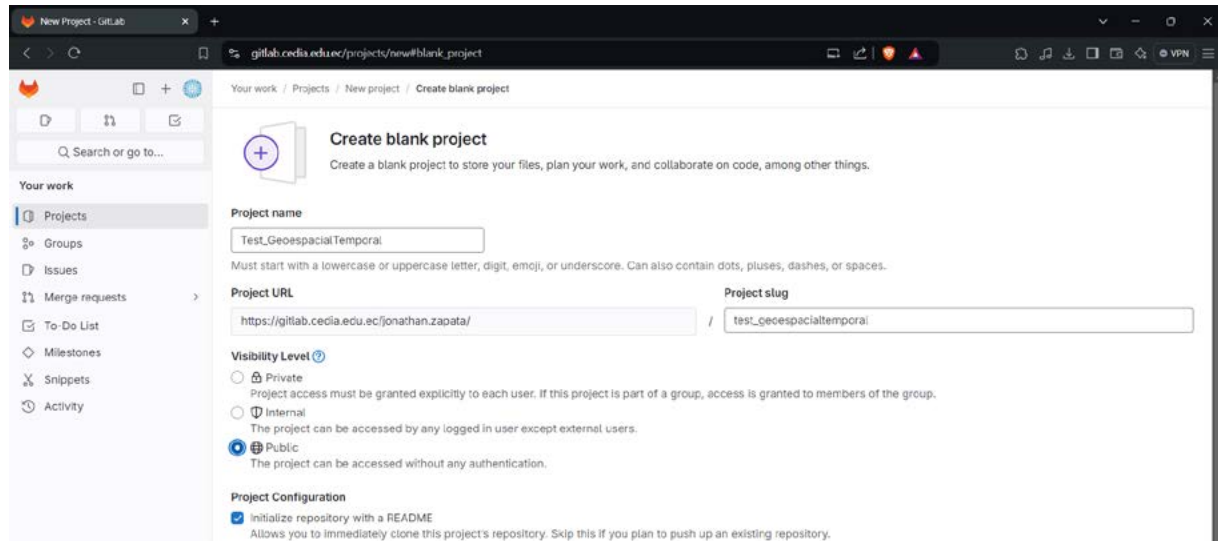 New Project · GitLab
gitlab.cedia.edu.ec/projects/new#blank_project
VPN
Your work / Projects / New project / Create blank project
Search or go to...
Your work
Projects
Groups
Issues
Merge requests
To-Do List
Milestones
Snippets
Activity
Create blank project
Create a blank project to store your files, plan your work, and collaborate on code, among other things.
Project name
Test_GeoespacialTemporal
Must start with a lowercase or uppercase letter, digit, emoji, or underscore. Can also contain dots, pluses, dashes, or spaces.
Project URL
Project slug
https://gitlab.cedia.edu.ec/jonathan.zapata/
/
test_geoespacialtemporal
Visibility Level
Private
Project access must be granted explicitly to each user. If this project is part of a group, access is granted to members of the group.
Internal
The project can be accessed by any logged in user except external users.
Public
The project can be accessed without any authentication.
Project Configuration
Initialize repository with a README
Allows you to immediately clone this project's repository. Skip this if you plan to push up an existing repository.